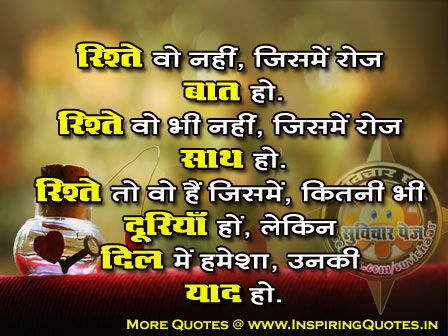 रिश्ते वो नहीं, जिसमें रोज
बात हो.
रिश्ते वो भी नहीं, जिसमें रोज
साथ हो.
रिश्ते तो वो हैं जिसमें, कितनी भी
दूरियाँ हों, लेकिन
दिल में हमेशा, उनकी
याद हो.
सुविचार पेज
MORE QUOTES @ WWW.INSPIRINGQUOTES.IN